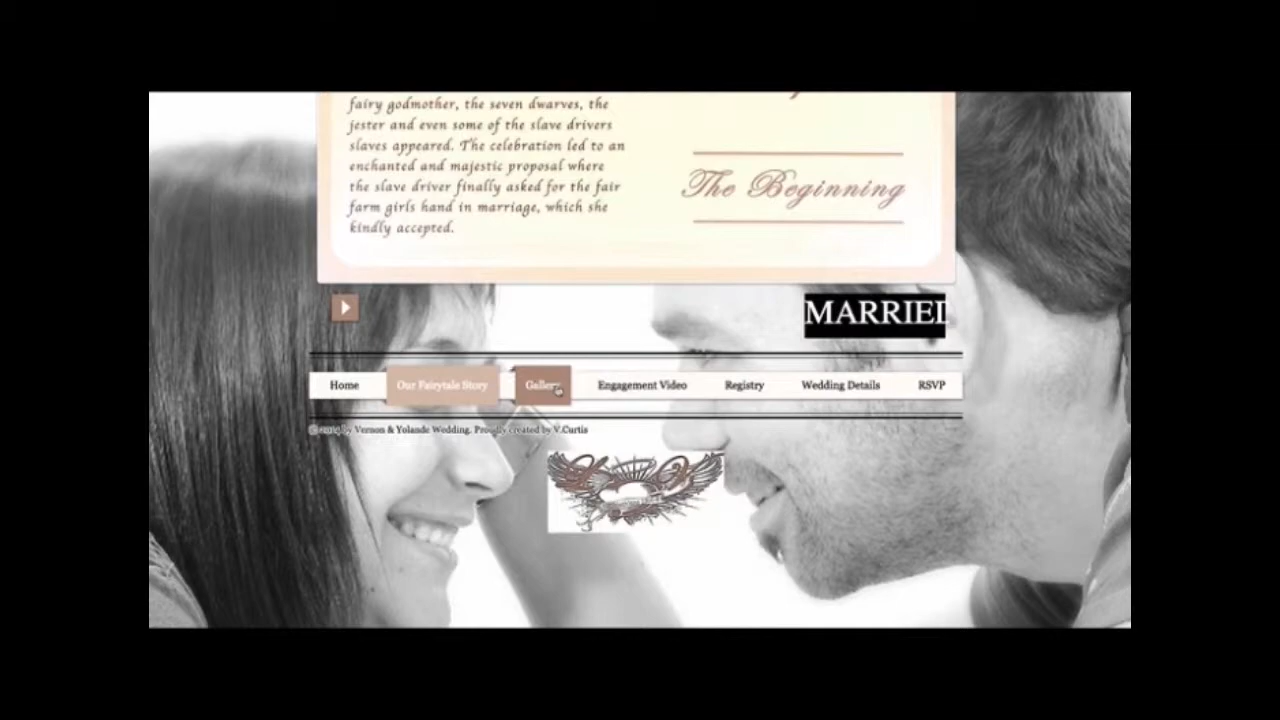 fairy godmother, the seven dwarves, the
jester and even some of the slave drivers
slaves appeared. The celebration led to an
enchanted and majestic proposal where
the slave driver finally asked for the fair
farm girls hand in marriage, which she
kindly accepted.
The Beginning
MARRIED
Home Our Fairytale Story Gallery Engagement Video Registry Wedding Details RSVP
by Vernon & Yolande Wedding. Proudly created by V.Curtis